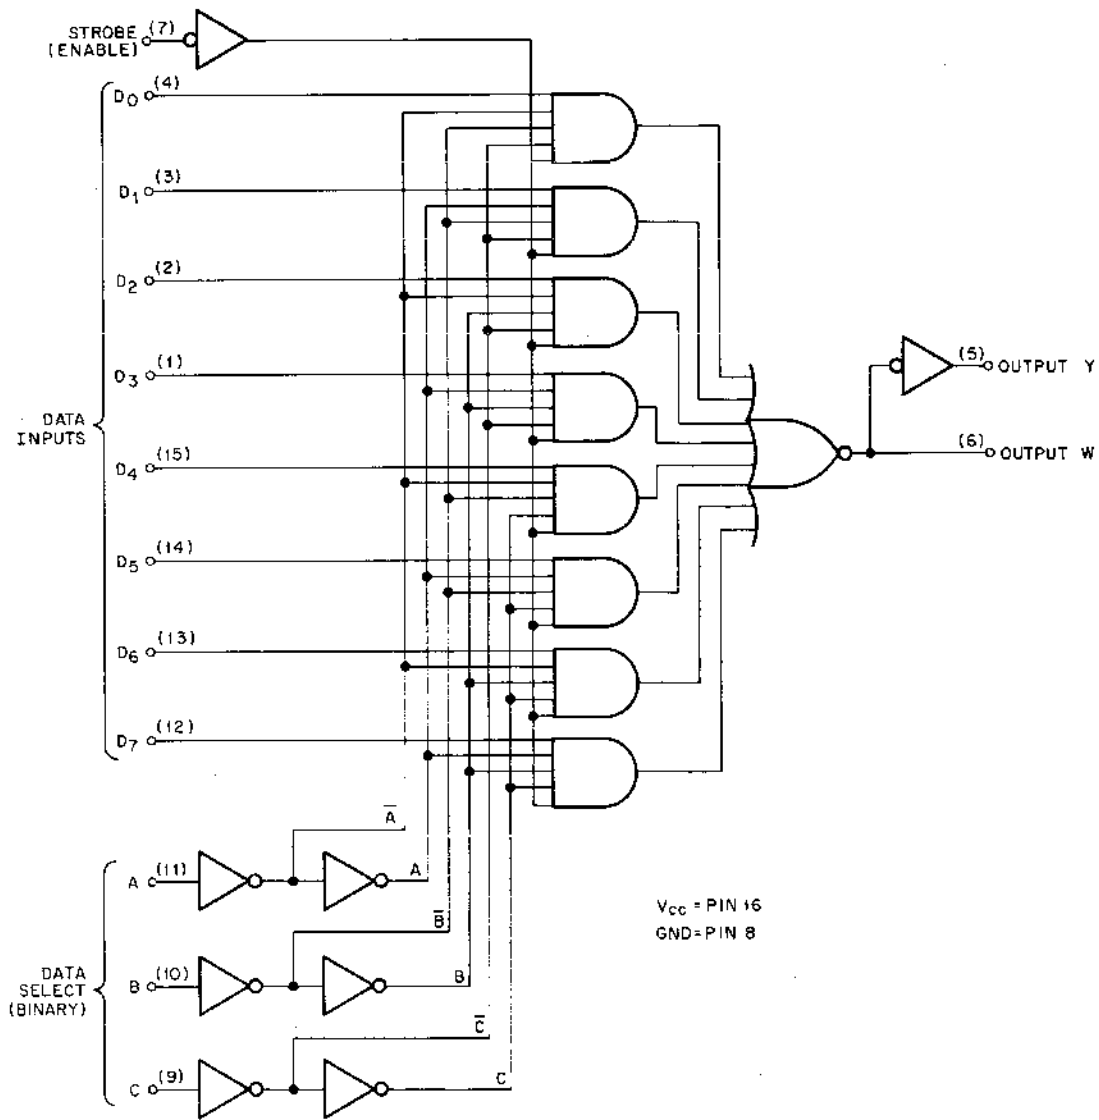 STROBE (7)
(ENABLE)
D0 (4)
D1 (3)
D2 (2)
D3 (1)
DATA
INPUTS
D4 (15)
D5 (14)
D6 (13)
D7 (12)
(5) OUTPUT Y
(6) OUTPUT W
A̅
A (11) A
B̅
DATA
SELECT
(BINARY)
B (10) B
C̅
C (9) C
VCC = PIN 16
GND=PIN 8